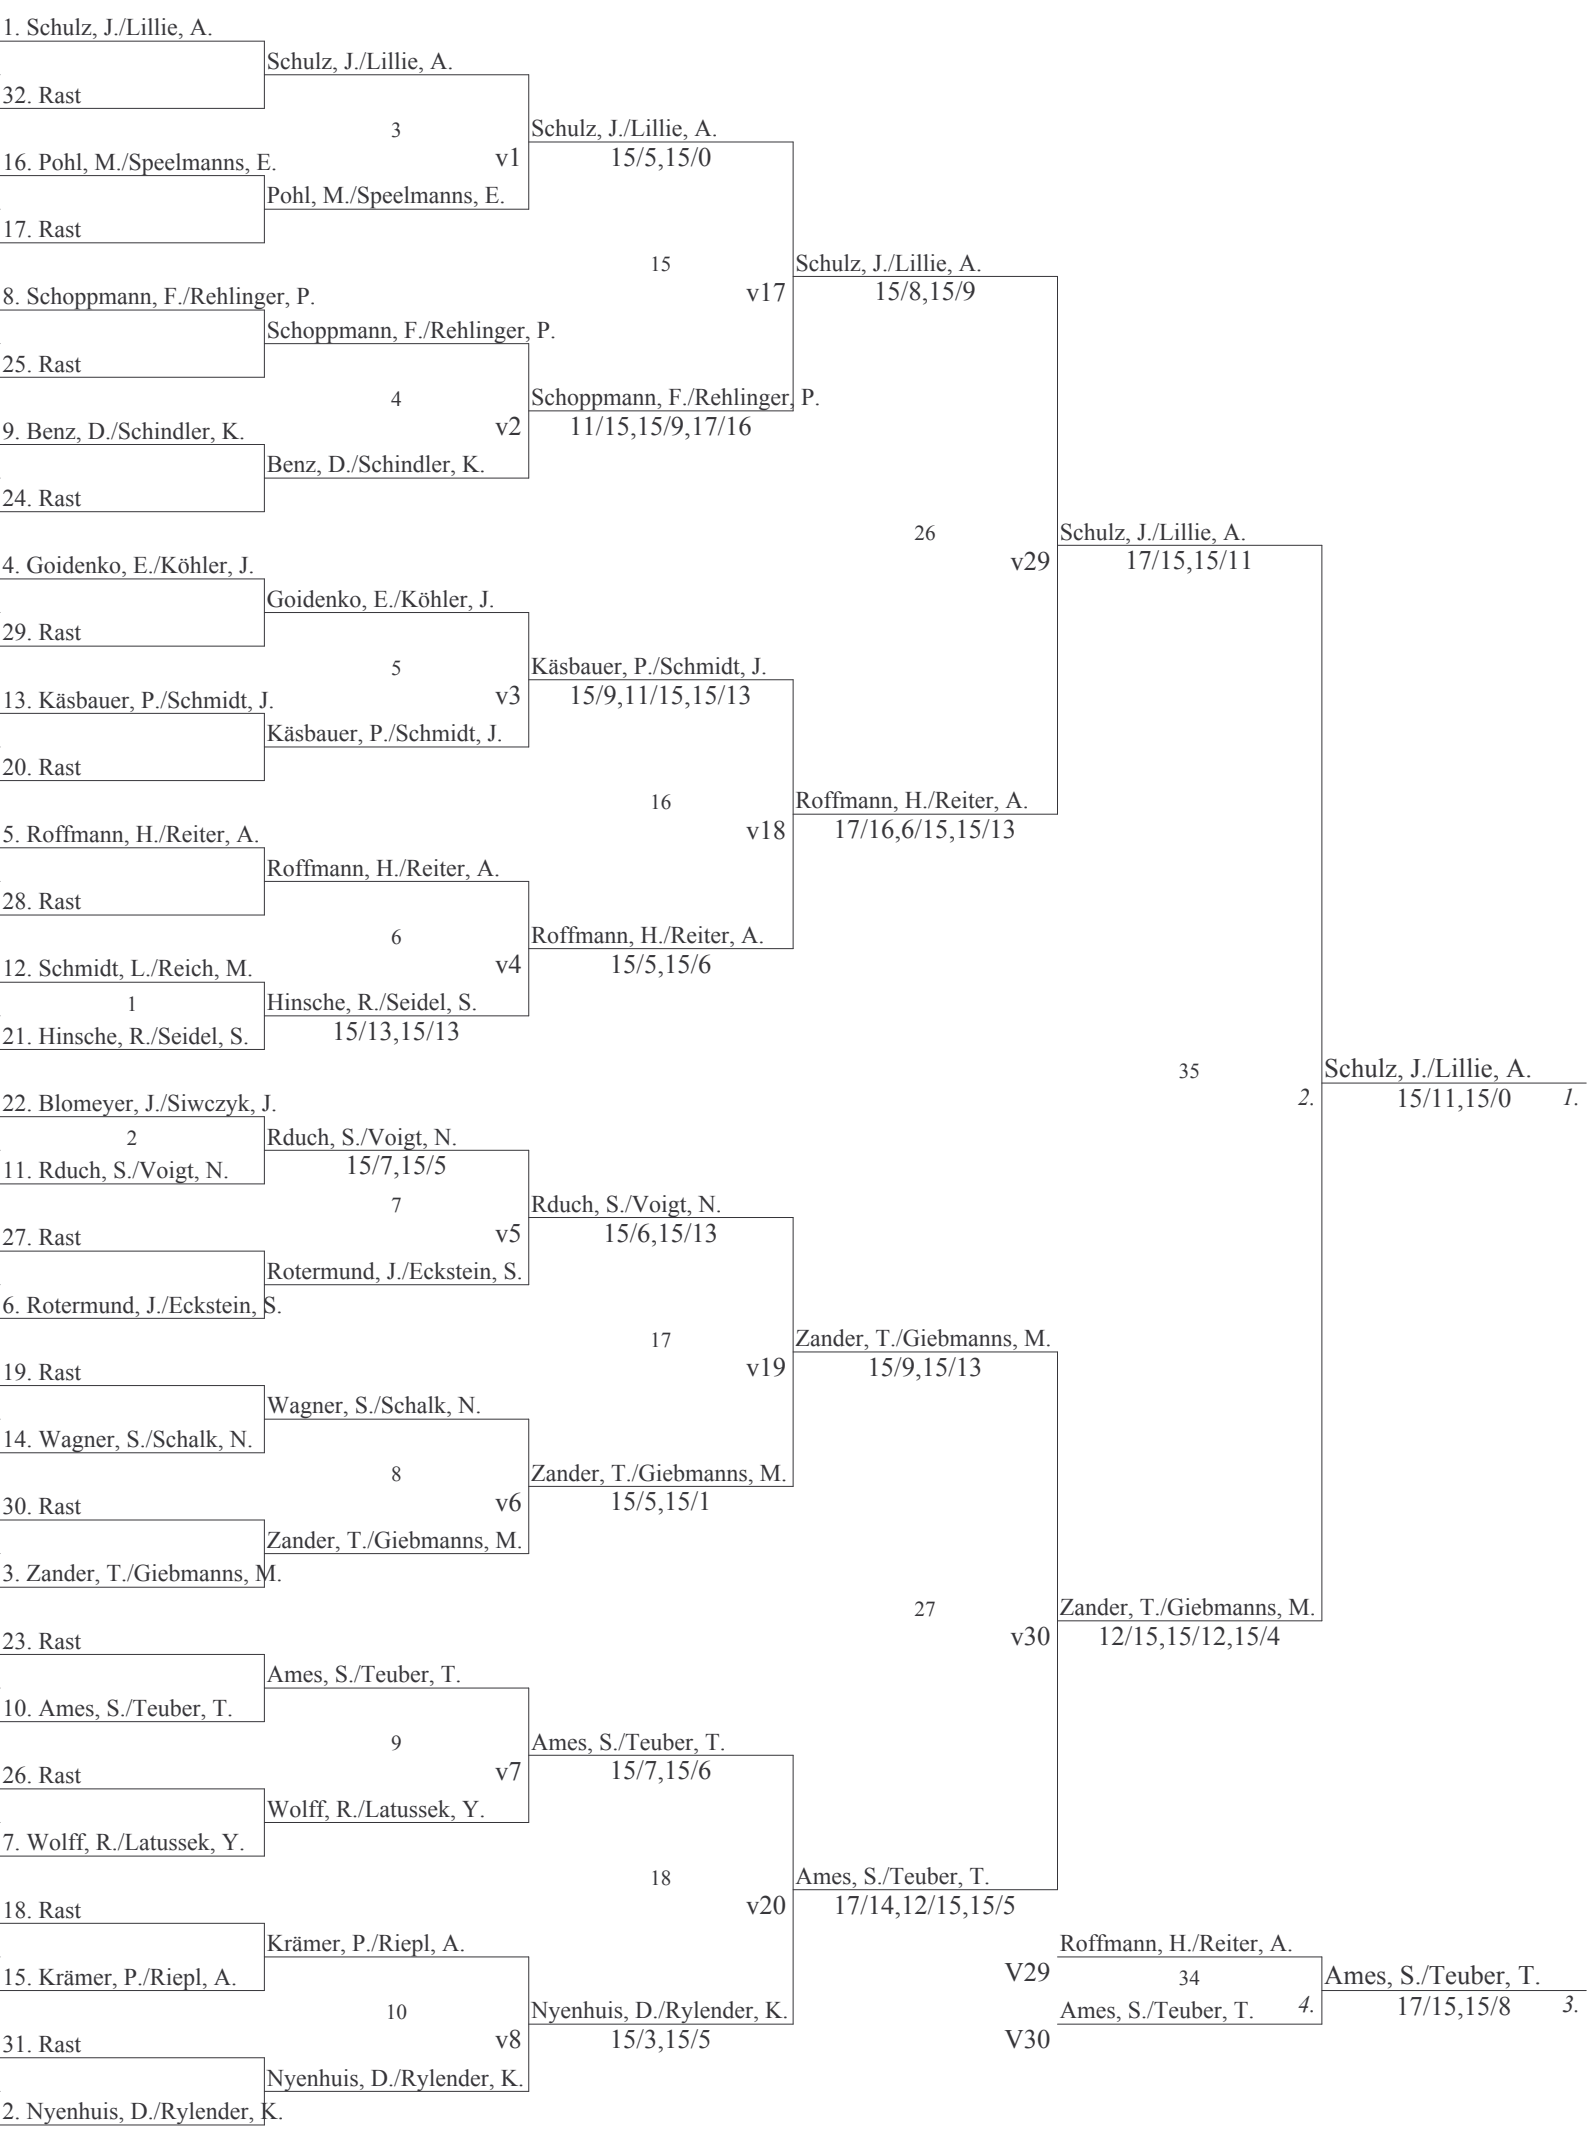 1. Schulz, J./Lillie, A.
Schulz, J./Lillie, A.
32. Rast
3
Schulz, J./Lillie, A.
v1
15/5,15/0
16. Pohl, M./Speelmanns, E.
Pohl, M./Speelmanns, E.
17. Rast
15
Schulz, J./Lillie, A.
v17
15/8,15/9
8. Schoppmann, F./Rehlinger, P.
Schoppmann, F./Rehlinger, P.
25. Rast
4
Schoppmann, F./Rehlinger, P.
v2
11/15,15/9,17/16
9. Benz, D./Schindler, K.
Benz, D./Schindler, K.
24. Rast
26
Schulz, J./Lillie, A.
v29
17/15,15/11
4. Goidenko, E./Köhler, J.
Goidenko, E./Köhler, J.
29. Rast
5
Käsbauer, P./Schmidt, J.
v3
15/9,11/15,15/13
13. Käsbauer, P./Schmidt, J.
Käsbauer, P./Schmidt, J.
20. Rast
16
Roffmann, H./Reiter, A.
v18
17/16,6/15,15/13
5. Roffmann, H./Reiter, A.
Roffmann, H./Reiter, A.
28. Rast
6
Roffmann, H./Reiter, A.
v4
15/5,15/6
12. Schmidt, L./Reich, M.
1
Hinsche, R./Seidel, S.
15/13,15/13
21. Hinsche, R./Seidel, S.
35
Schulz, J./Lillie, A.
2.
15/11,15/0
1.
22. Blomeyer, J./Siwczyk, J.
2
Rduch, S./Voigt, N.
15/7,15/5
11. Rduch, S./Voigt, N.
7
Rduch, S./Voigt, N.
v5
15/6,15/13
27. Rast
Rotermund, J./Eckstein, S.
6. Rotermund, J./Eckstein, S.
17
Zander, T./Giebmanns, M.
v19
15/9,15/13
19. Rast
Wagner, S./Schalk, N.
14. Wagner, S./Schalk, N.
8
Zander, T./Giebmanns, M.
v6
15/5,15/1
30. Rast
Zander, T./Giebmanns, M.
3. Zander, T./Giebmanns, M.
27
Zander, T./Giebmanns, M.
v30
12/15,15/12,15/4
23. Rast
Ames, S./Teuber, T.
10. Ames, S./Teuber, T.
9
Ames, S./Teuber, T.
v7
15/7,15/6
26. Rast
Wolff, R./Latussek, Y.
7. Wolff, R./Latussek, Y.
18
Ames, S./Teuber, T.
v20
17/14,12/15,15/5
18. Rast
Krämer, P./Riepl, A.
15. Krämer, P./Riepl, A.
Roffmann, H./Reiter, A.
V29
34
Ames, S./Teuber, T.
17/15,15/8
3.
Ames, S./Teuber, T.
4.
V30
10
Nyenhuis, D./Rylender, K.
v8
15/3,15/5
31. Rast
Nyenhuis, D./Rylender, K.
2. Nyenhuis, D./Rylender, K.